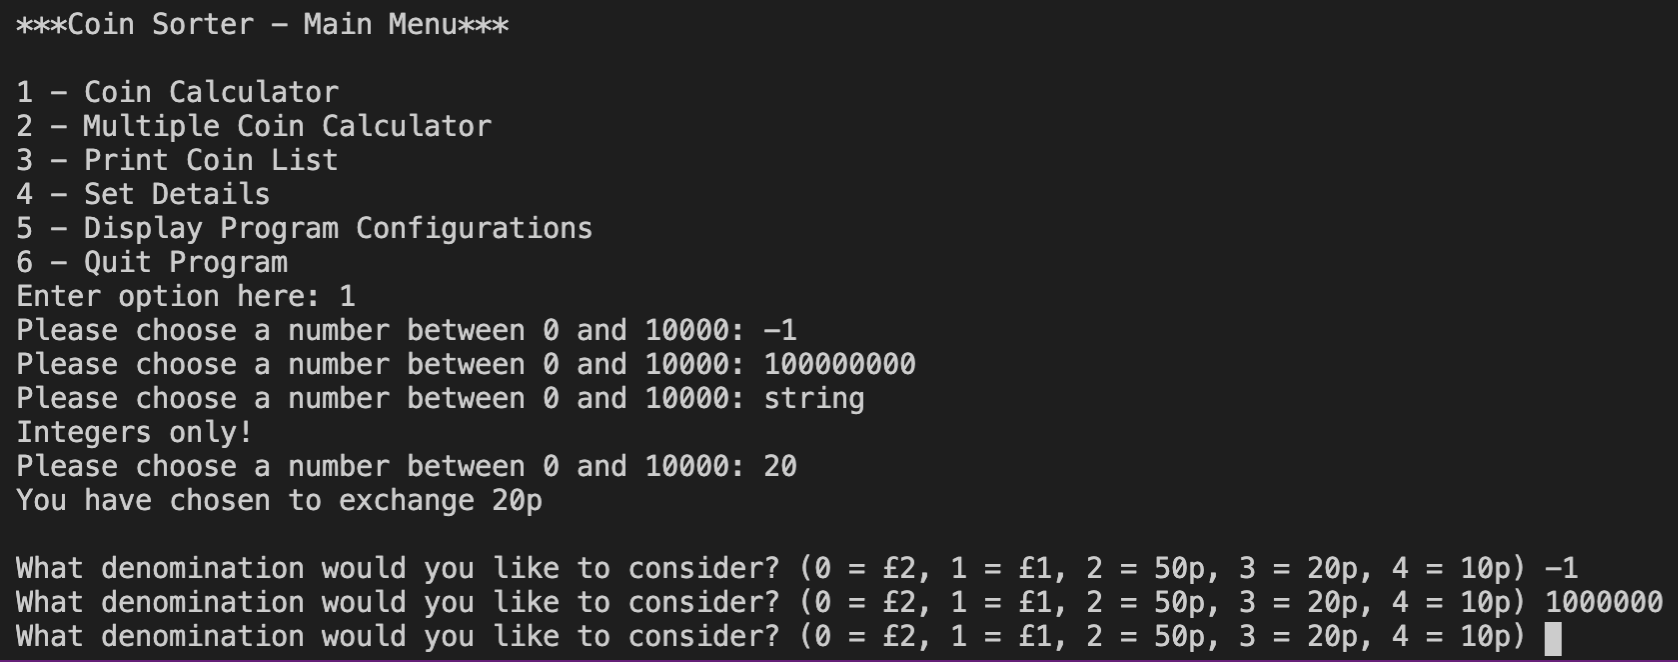 ***Coin Sorter – Main Menu***
1 – Coin Calculator
2 – Multiple Coin Calculator
3 – Print Coin List
4 – Set Details
5 – Display Program Configurations
6 – Quit Program
Enter option here: 1
Please choose a number between 0 and 10000: –1
Please choose a number between 0 and 10000: 100000000
Please choose a number between 0 and 10000: string
Integers only!
Please choose a number between 0 and 10000: 20
You have chosen to exchange 20p
What denomination would you like to consider? (0 = £2, 1 = £1, 2 = 50p, 3 = 20p, 4 = 10p) –1
What denomination would you like to consider? (0 = £2, 1 = £1, 2 = 50p, 3 = 20p, 4 = 10p) 1000000
What denomination would you like to consider? (0 = £2, 1 = £1, 2 = 50p, 3 = 20p, 4 = 10p)